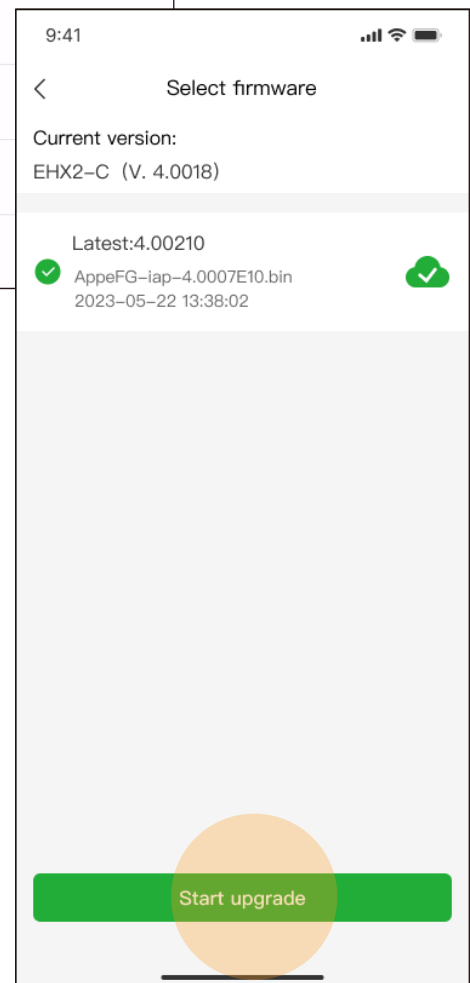 9:41
Select firmware
Current version:
EHX2-C (V. 4.0018)
Latest:4.00210
AppeFG-iap-4.0007E10.bin
2023-05-22 13:38:02
Start upgrade